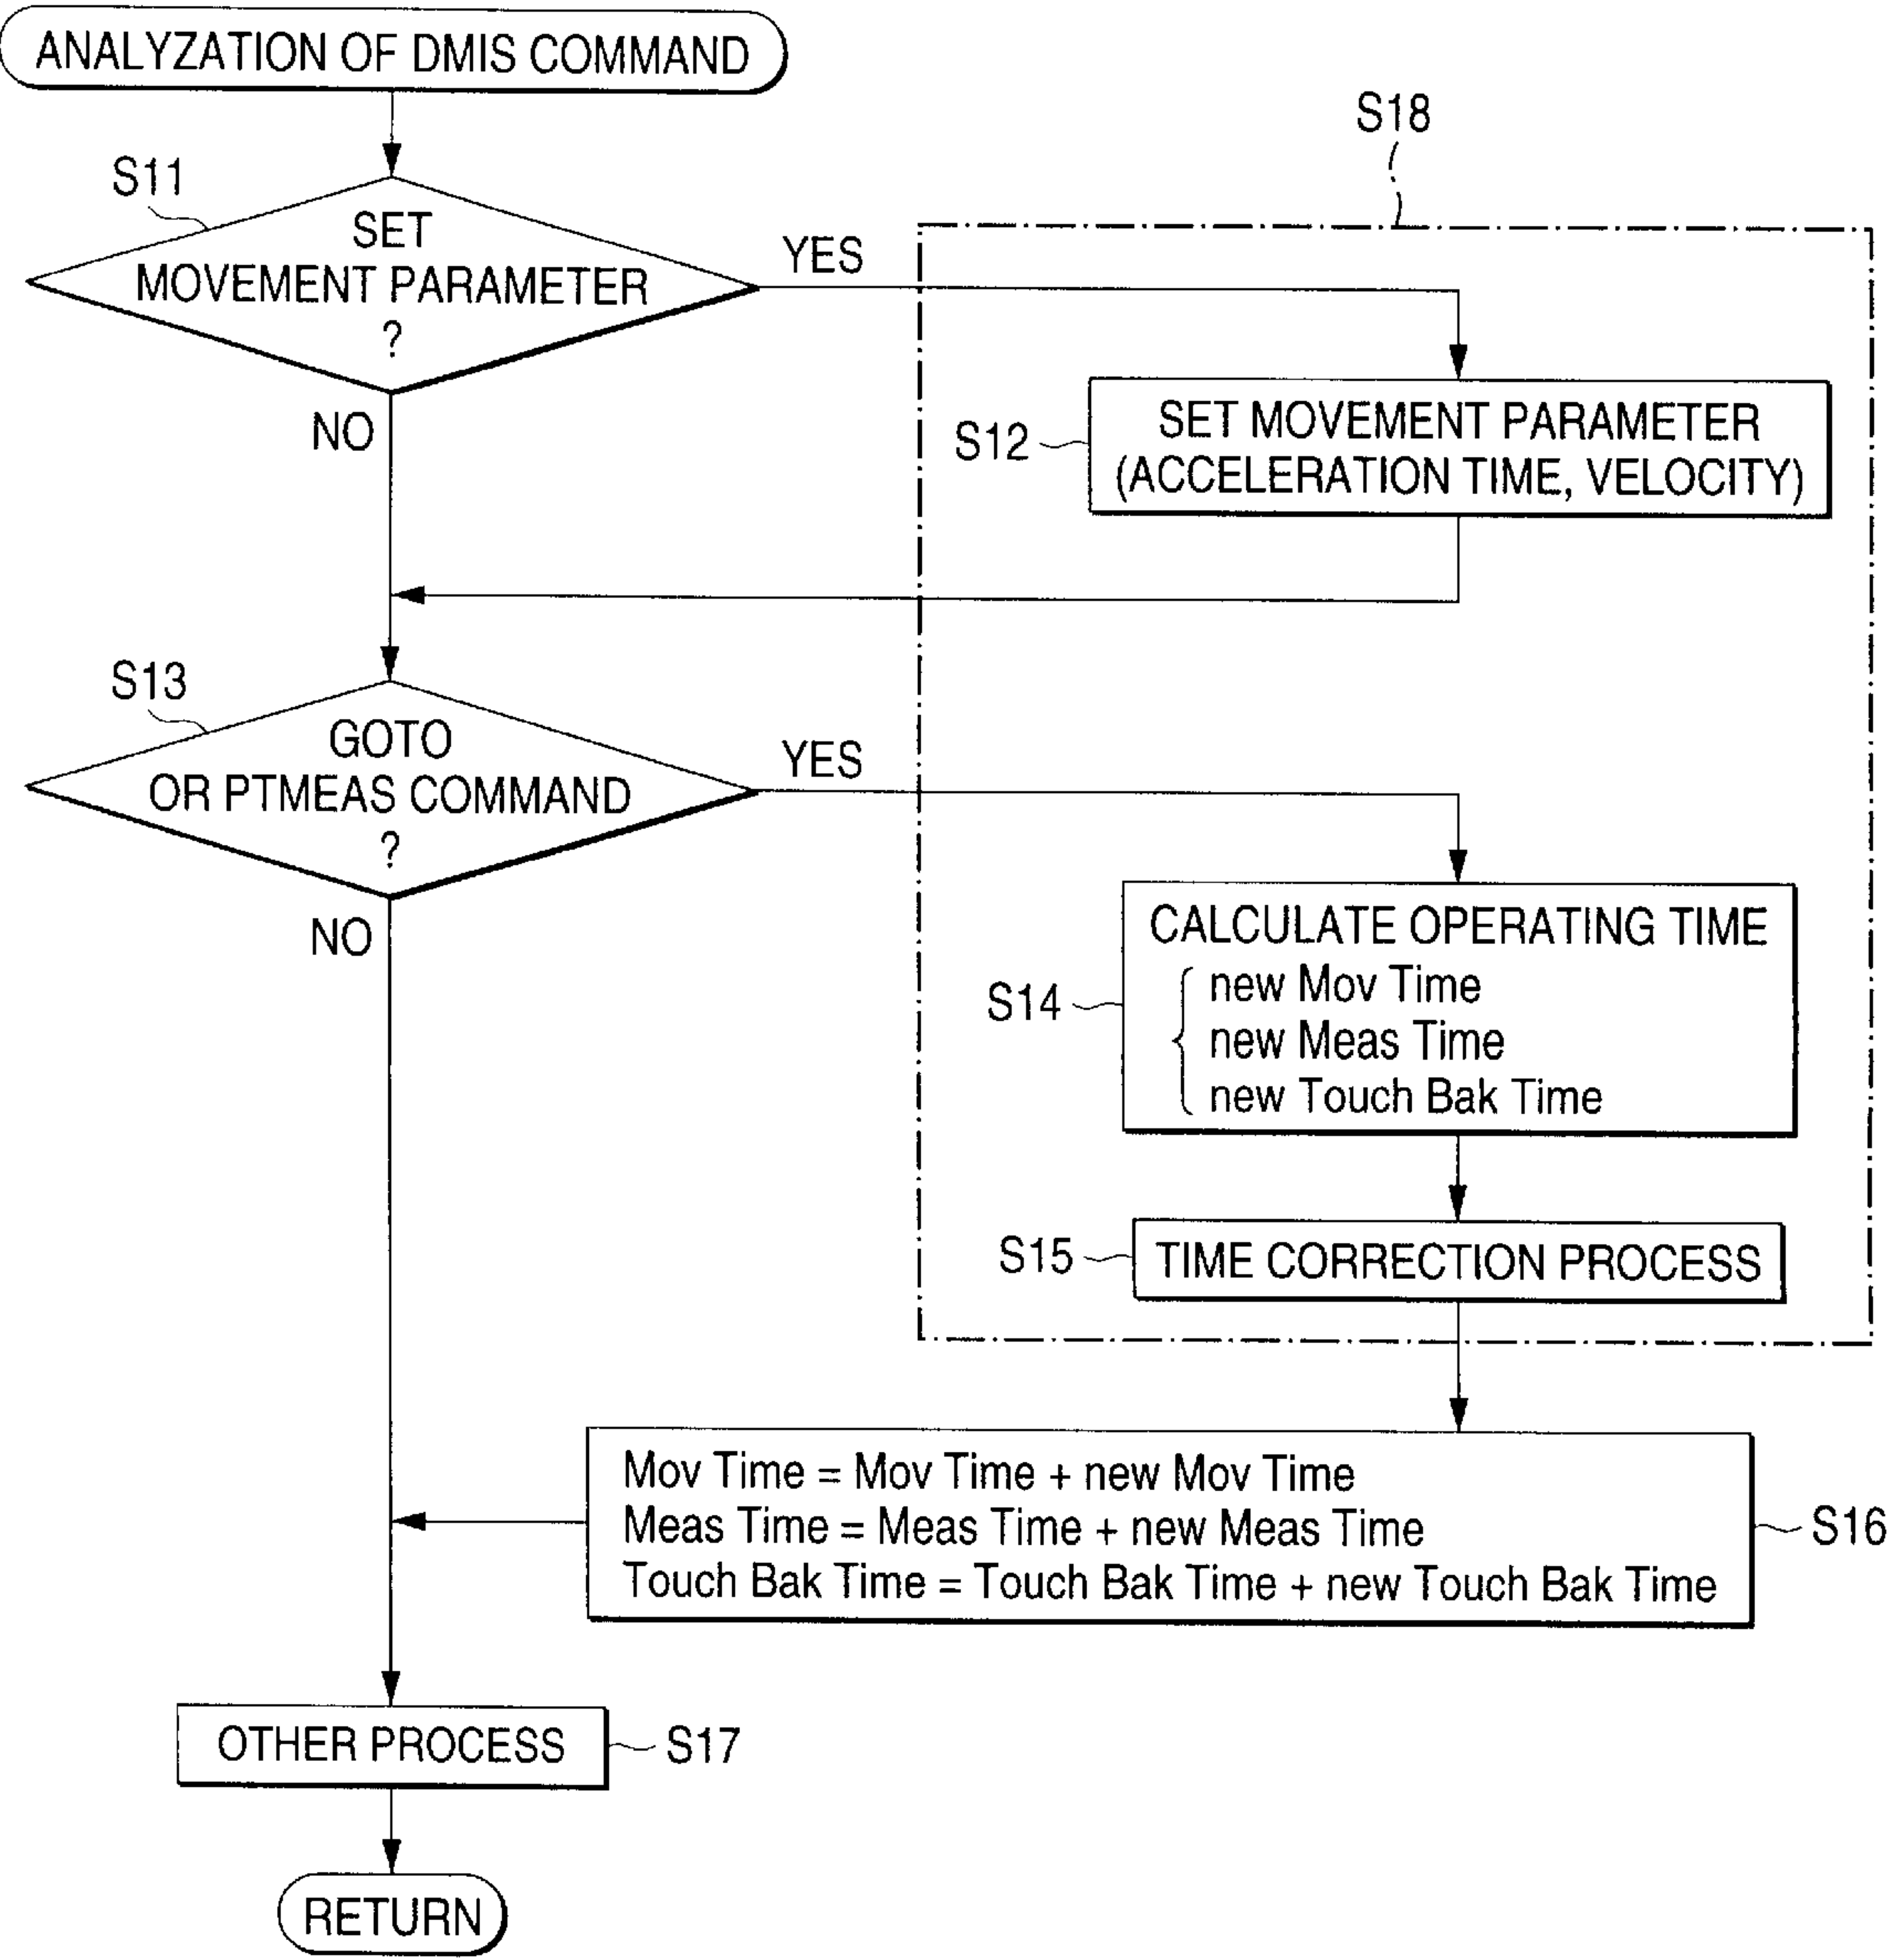 ANALYZATION OF DMIS COMMAND
S18
S11
SET
MOVEMENT PARAMETER
?
YES
NO
S12
SET MOVEMENT PARAMETER
(ACCELERATION TIME, VELOCITY)
S13
GOTO
OR PTMEAS COMMAND
?
YES
NO
S14
CALCULATE OPERATING TIME
new Mov Time
new Meas Time
new Touch Bak Time
S15
TIME CORRECTION PROCESS
Mov Time = Mov Time + new Mov Time
Meas Time = Meas Time + new Meas Time
Touch Bak Time = Touch Bak Time + new Touch Bak Time
S16
OTHER PROCESS
S17
RETURN